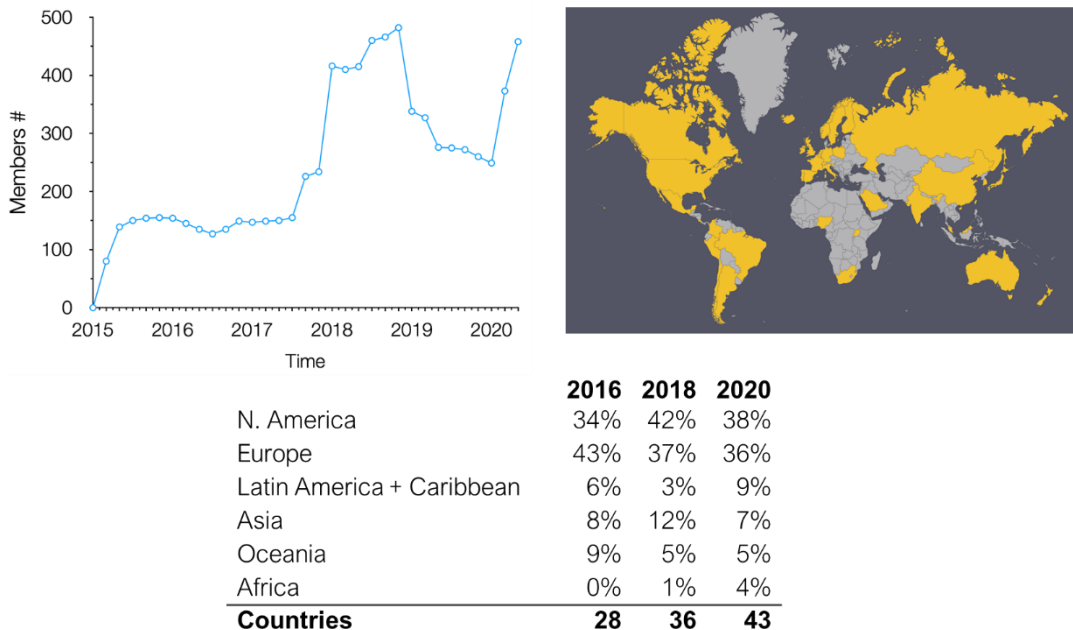 500
400
300
200
100
0
Members #
2015 2016 2017 2018 2019 2020
Time
2016 2018 2020
N. America 34% 42% 38%
Europe 43% 37% 36%
Latin America + Caribbean 6% 3% 9%
Asia 8% 12% 7%
Oceania 9% 5% 5%
Africa 0% 1% 4%
Countries 28 36 43